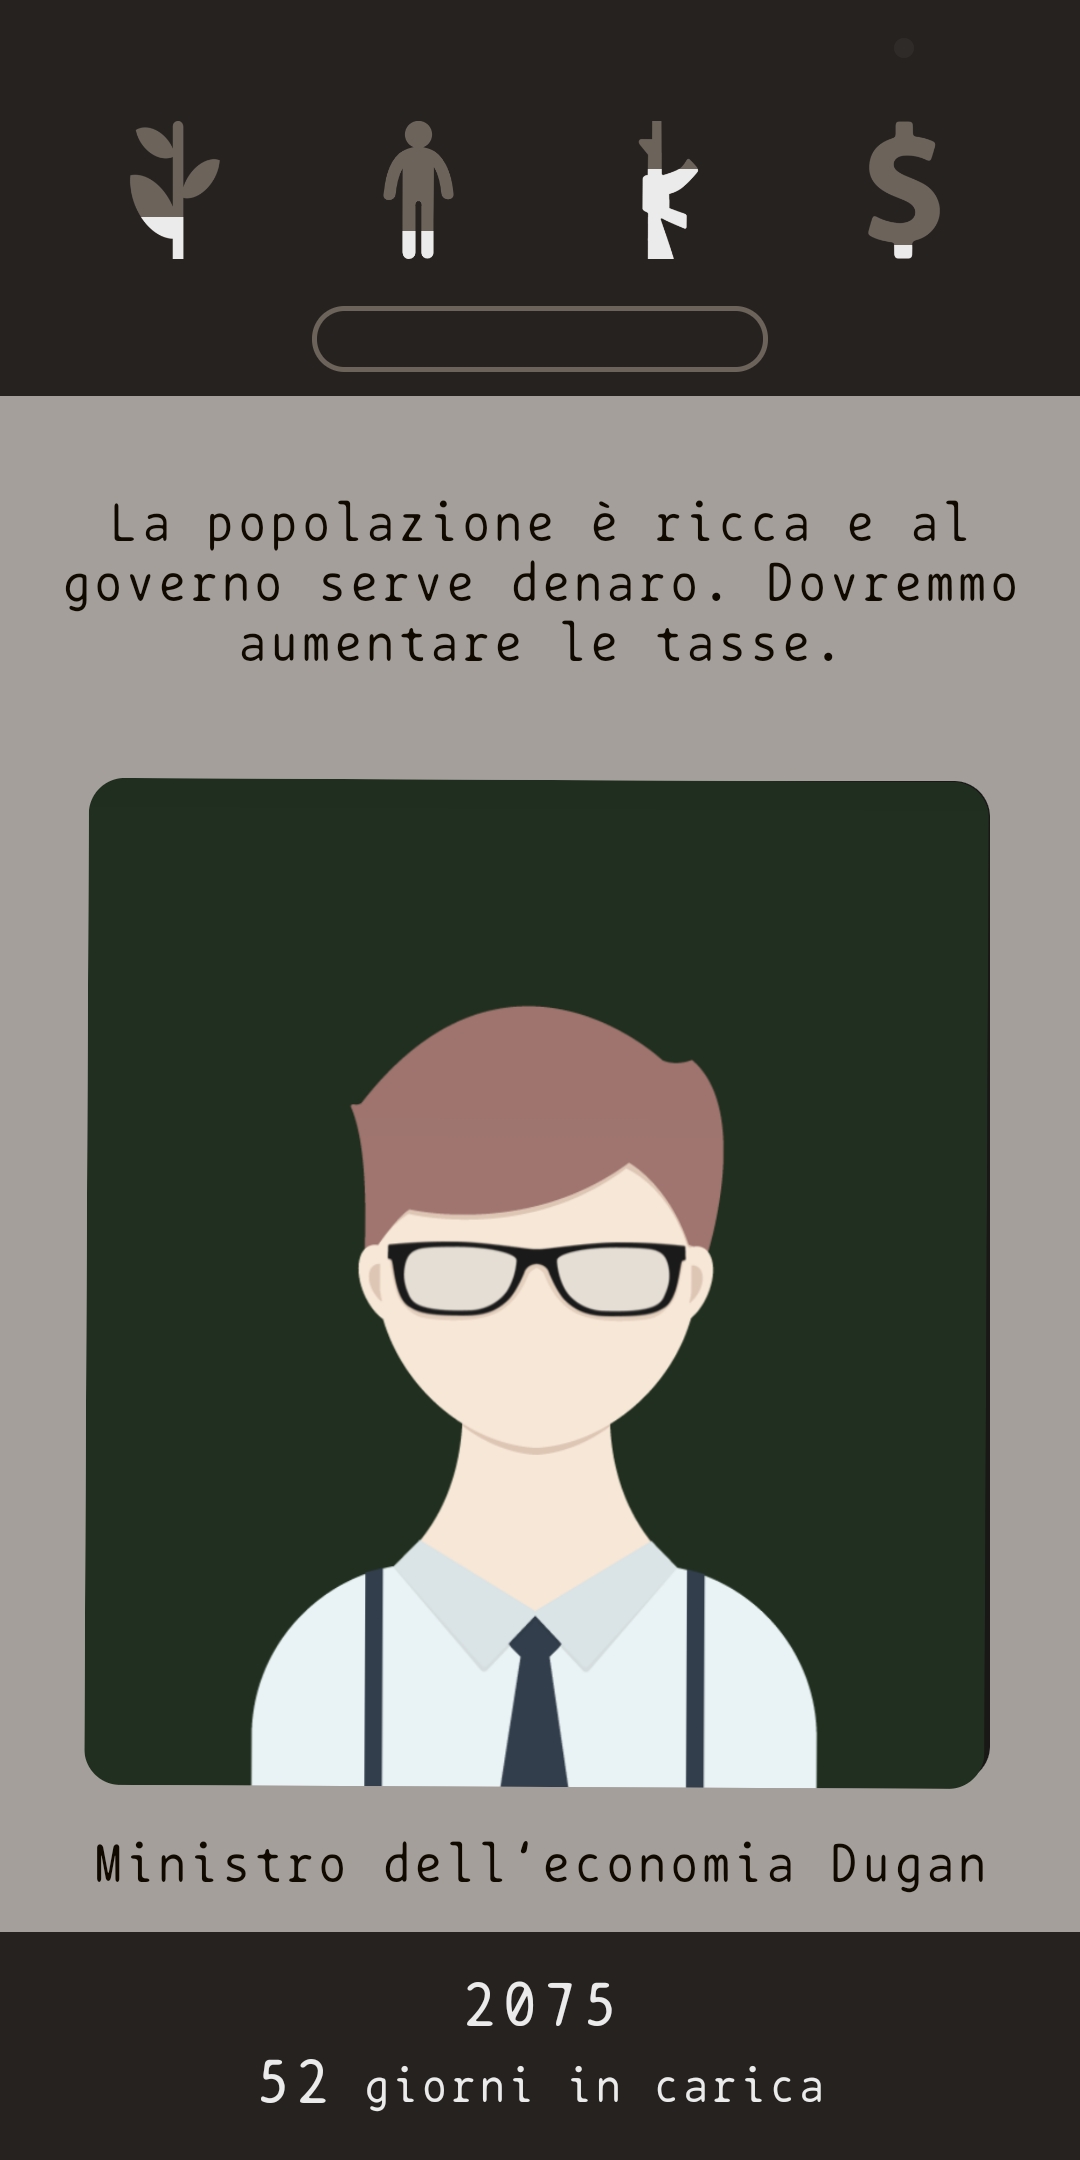 La popolazione è ricca e al
governo serve denaro. Dovremmo
aumentare le tasse.
Ministro dell‘economia Dugan
2075
52 giorni in carica